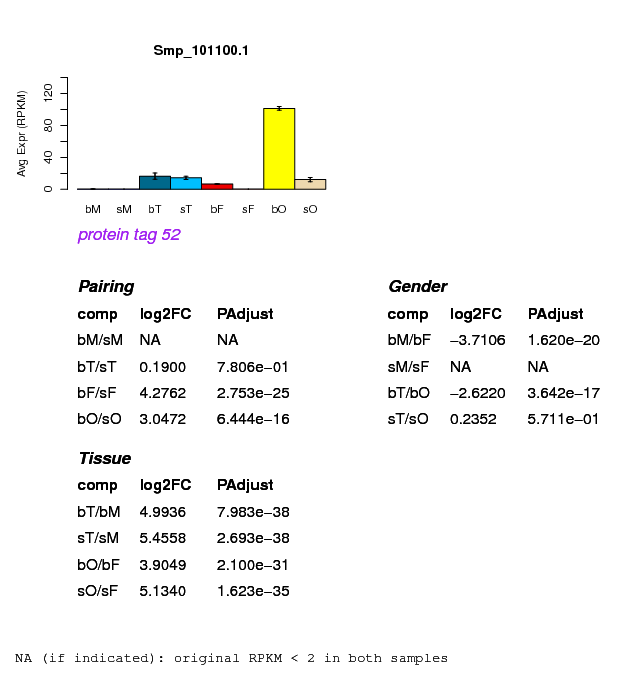 Smp_101100.1
Avg Expr (RPKM)
0 40 80 120
bM sM bT sT bF sF bO sO
protein tag 52
Pairing
comp log2FC PAdjust
bM/sM NA NA
bT/sT 0.1900 7.806e−01
bF/sF 4.2762 2.753e−25
bO/sO 3.0472 6.444e−16
Gender
comp log2FC PAdjust
bM/bF −3.7106 1.620e−20
sM/sF NA NA
bT/bO −2.6220 3.642e−17
sT/sO 0.2352 5.711e−01
Tissue
comp log2FC PAdjust
bT/bM 4.9936 7.983e−38
sT/sM 5.4558 2.693e−38
bO/bF 3.9049 2.100e−31
sO/sF 5.1340 1.623e−35
NA (if indicated): original RPKM < 2 in both samples